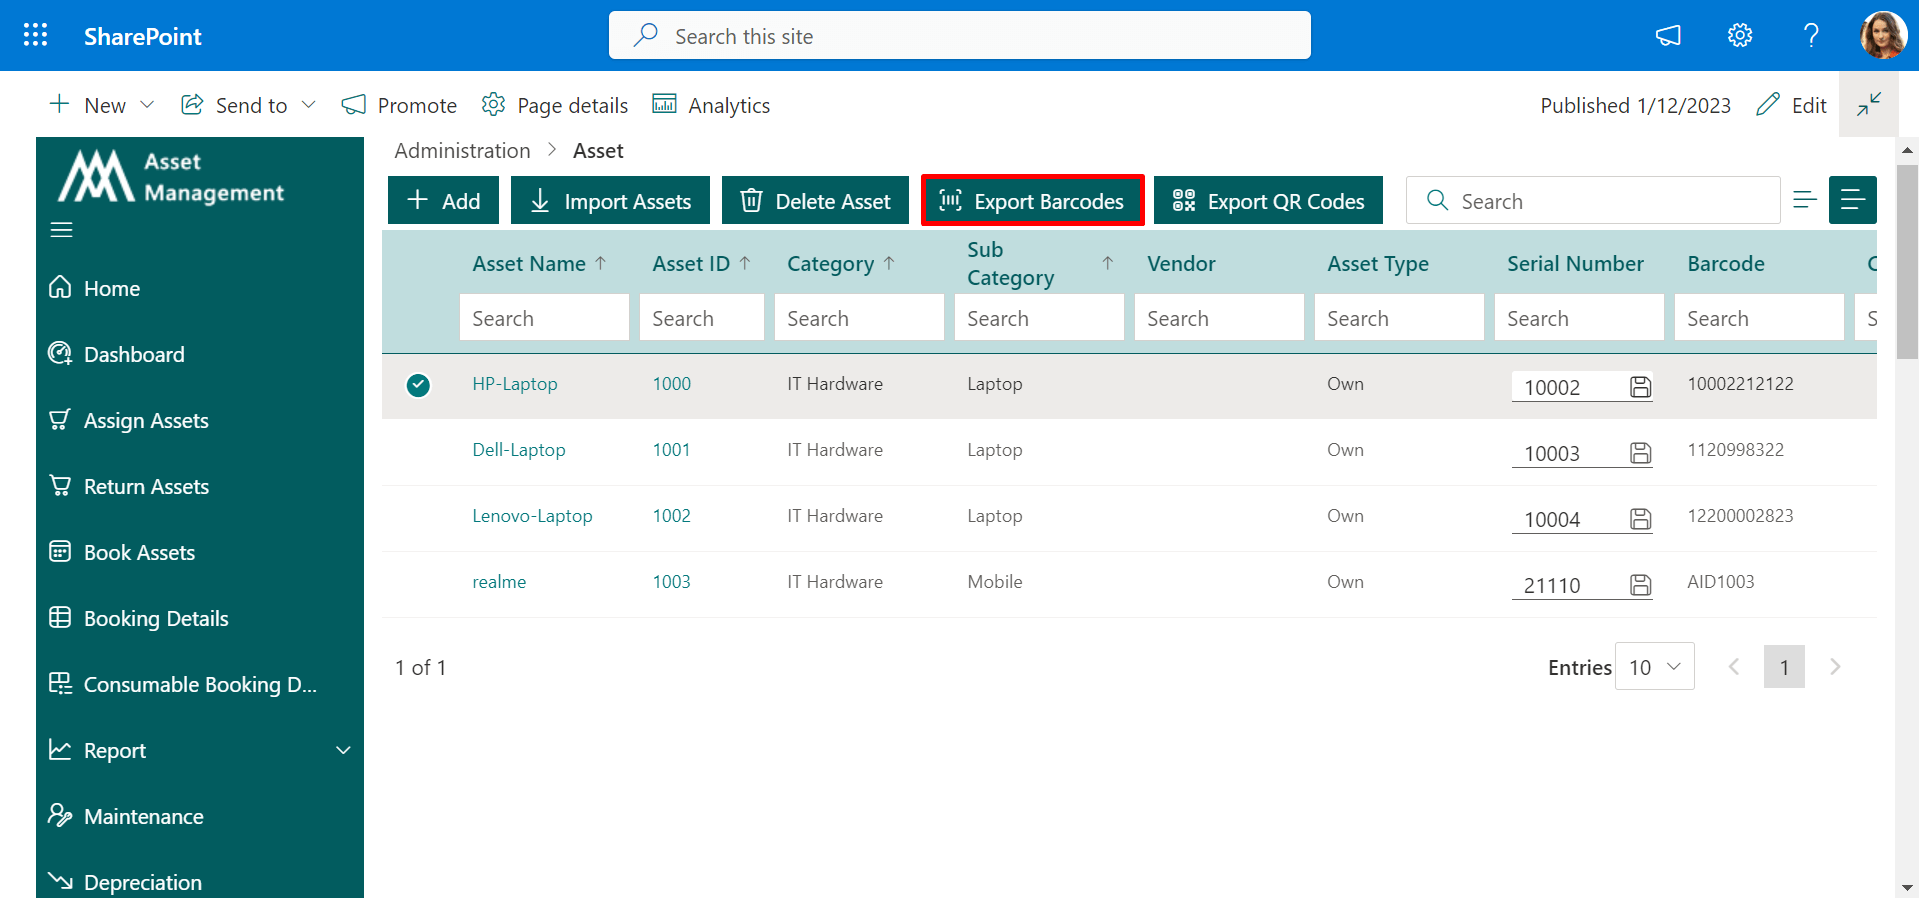 SharePoint
Search this site
New
Send to
Promote
Page details
Analytics
Published 1/12/2023
Edit
Asset
Management
Home
Dashboard
Assign Assets
Return Assets
Book Assets
Booking Details
Consumable Booking D...
Report
Maintenance
Depreciation
Administration > Asset
Add
Import Assets
Delete Asset
Export Barcodes
Export QR Codes
Search
Asset Name Asset ID Category Sub Category Vendor Asset Type Serial Number Barcode
Search Search Search Search Search Search Search Search S
HP-Laptop 1000 IT Hardware Laptop Own 10002 10002212122
Dell-Laptop 1001 IT Hardware Laptop Own 10003 1120998322
Lenovo-Laptop 1002 IT Hardware Laptop Own 10004 12200002823
realme 1003 IT Hardware Mobile Own 21110 AID1003
1 of 1
Entries 10
1